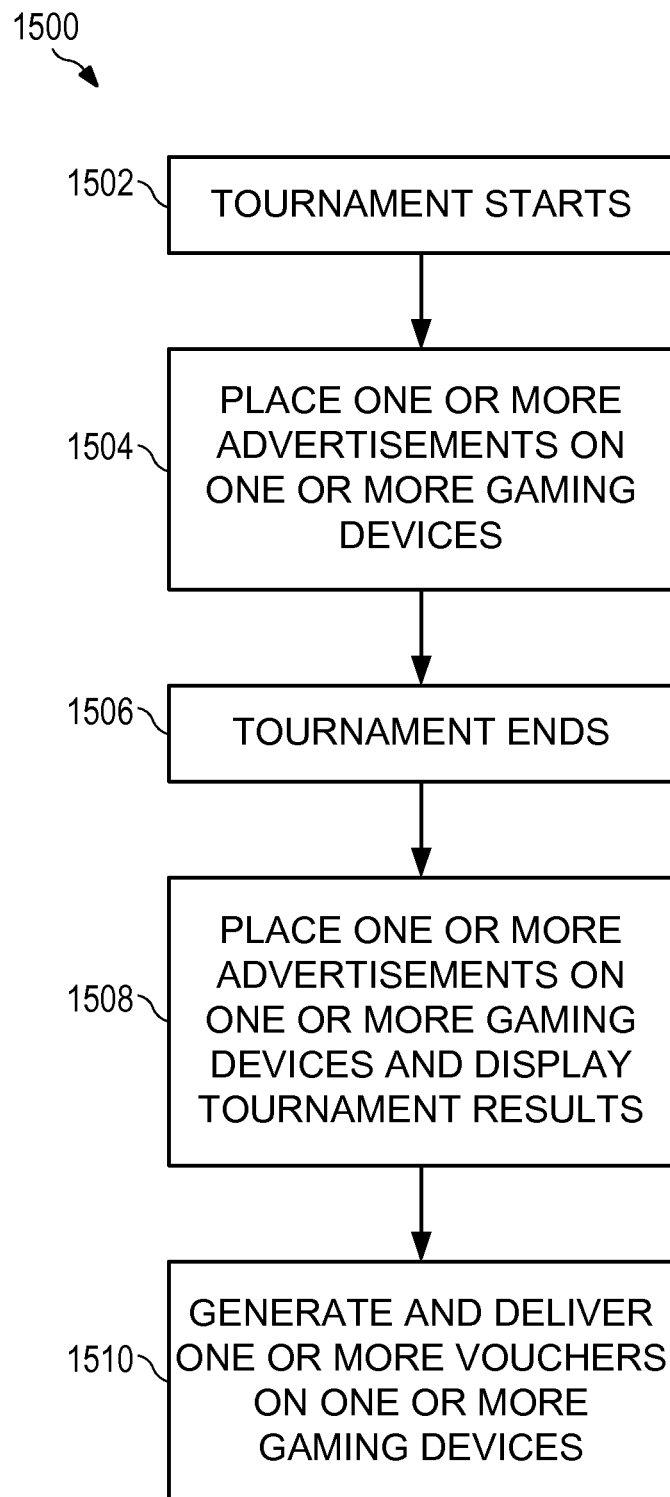 1500
1502
TOURNAMENT STARTS
1504
PLACE ONE OR MORE
ADVERTISEMENTS ON
ONE OR MORE GAMING
DEVICES
1506
TOURNAMENT ENDS
1508
PLACE ONE OR MORE
ADVERTISEMENTS ON
ONE OR MORE GAMING
DEVICES AND DISPLAY
TOURNAMENT RESULTS
1510
GENERATE AND DELIVER
ONE OR MORE VOUCHERS
ON ONE OR MORE
GAMING DEVICES